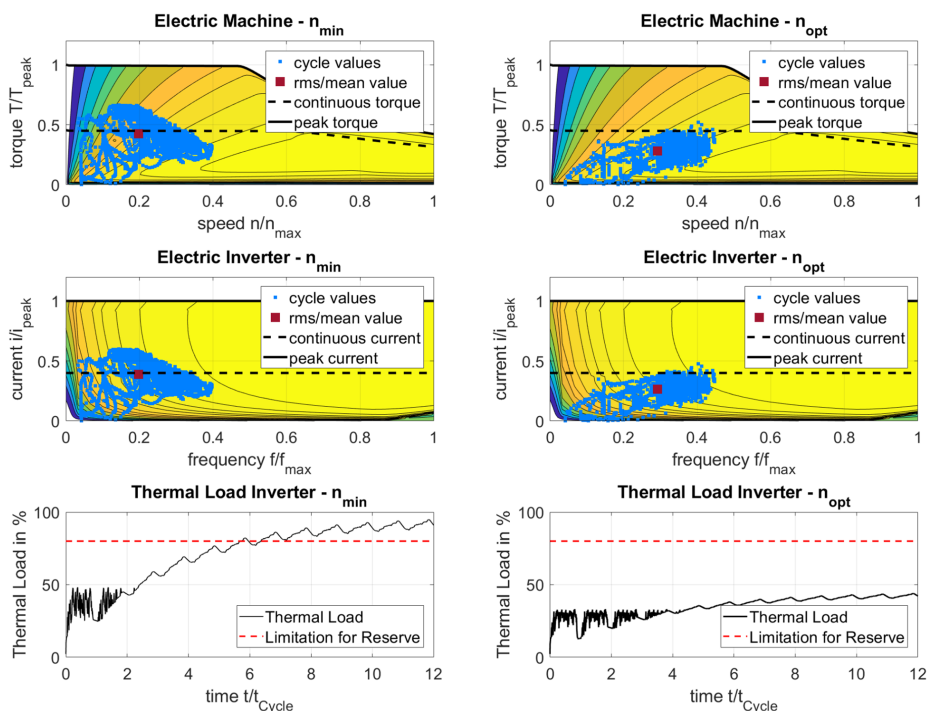 Electric Machine - n_min
torque T/T_peak
1
0.5
0
cycle values
rms/mean value
continuous torque
peak torque
0 0.2 0.4 0.6 0.8 1
speed n/n_max
Electric Machine - n_opt
torque T/T_peak
1
0.5
0
cycle values
rms/mean value
continuous torque
peak torque
0 0.2 0.4 0.6 0.8 1
speed n/n_max
Electric Inverter - n_min
current i/i_peak
1
0.5
0
cycle values
rms/mean value
continuous current
peak current
0 0.2 0.4 0.6 0.8 1
frequency f/f_max
Electric Inverter - n_opt
current i/i_peak
1
0.5
0
cycle values
rms/mean value
continuous current
peak current
0 0.2 0.4 0.6 0.8 1
frequency f/f_max
Thermal Load Inverter - n_min
Thermal Load in %
100
50
0
Thermal Load
Limitation for Reserve
0 2 4 6 8 10 12
time t/t_Cycle
Thermal Load Inverter - n_opt
Thermal Load in %
100
50
0
Thermal Load
Limitation for Reserve
0 2 4 6 8 10 12
time t/t_Cycle